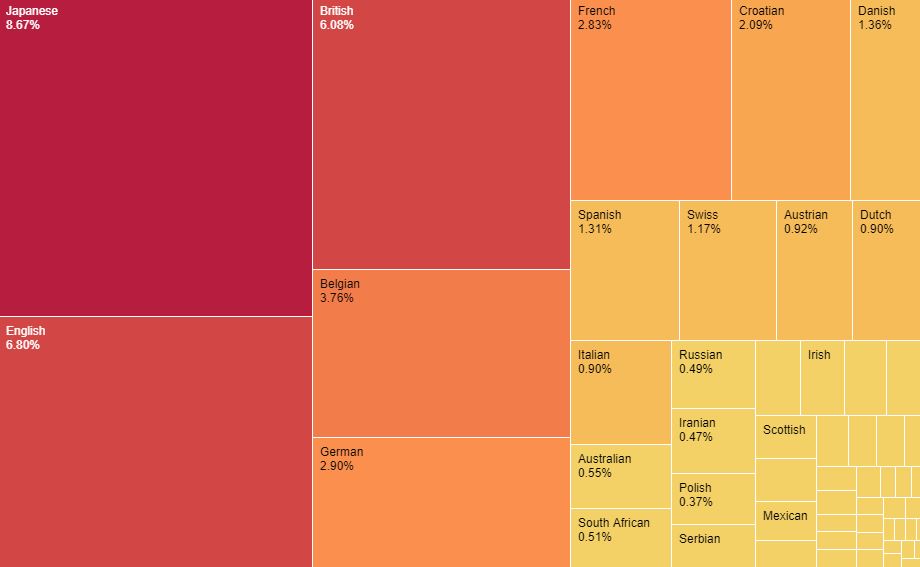 Japanese
8.67%
English
6.80%
British
6.08%
Belgian
3.76%
German
2.90%
French
2.83%
Croatian
2.09%
Danish
1.36%
Spanish
1.31%
Swiss
1.17%
Austrian
0.92%
Dutch
0.90%
Italian
0.90%
Australian
0.55%
South African
0.51%
Russian
0.49%
Iranian
0.47%
Polish
0.37%
Serbian
Irish
Scottish
Mexican